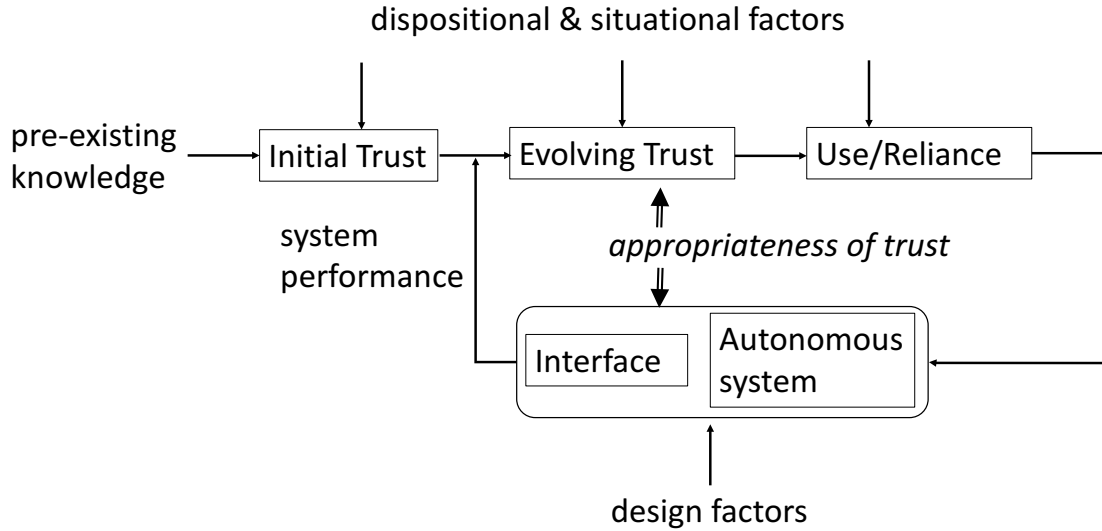 dispositional & situational factors
pre-existing
knowledge
Initial Trust
Evolving Trust
Use/Reliance
system
performance
appropriateness of trust
Interface
Autonomous
system
design factors